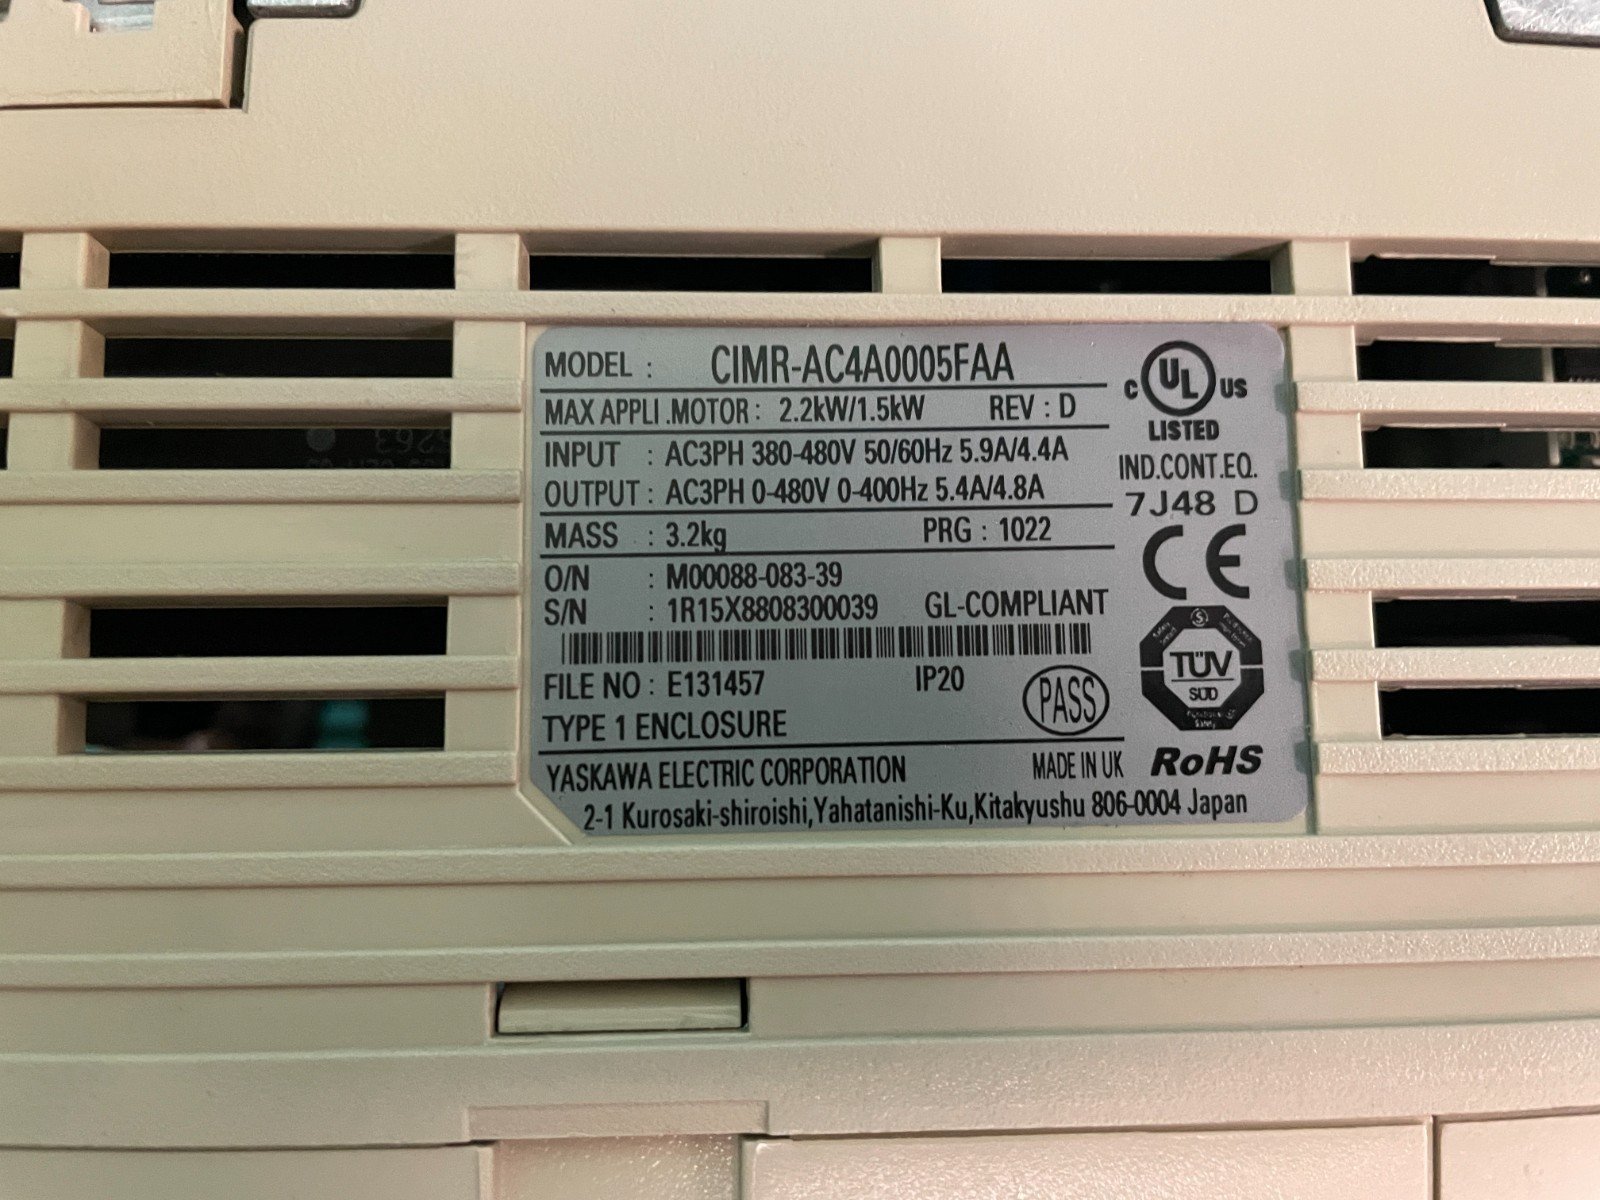 MODEL : CIMR-AC4A0005FAA
MAX APPLI.MOTOR : 2.2kW/1.5kW REV : D
INPUT : AC3PH 380-480V 50/60Hz 5.9A/4.4A
OUTPUT : AC3PH 0-480V 0-400Hz 5.4A/4.8A
MASS : 3.2kg PRG : 1022
O/N : M00088-083-39
S/N : 1R15X8808300039 GL-COMPLIANT
FILE NO : E131457 IP20
TYPE 1 ENCLOSURE
PASS
YASKAWA ELECTRIC CORPORATION MADE IN UK
2-1 Kurosaki-shiroishi,Yahatanishi-Ku,Kitakyushu 806-0004 Japan
C UL US
LISTED
IND.CONT.EQ.
7J48 D
CE
TÜV
SÜD
RoHS